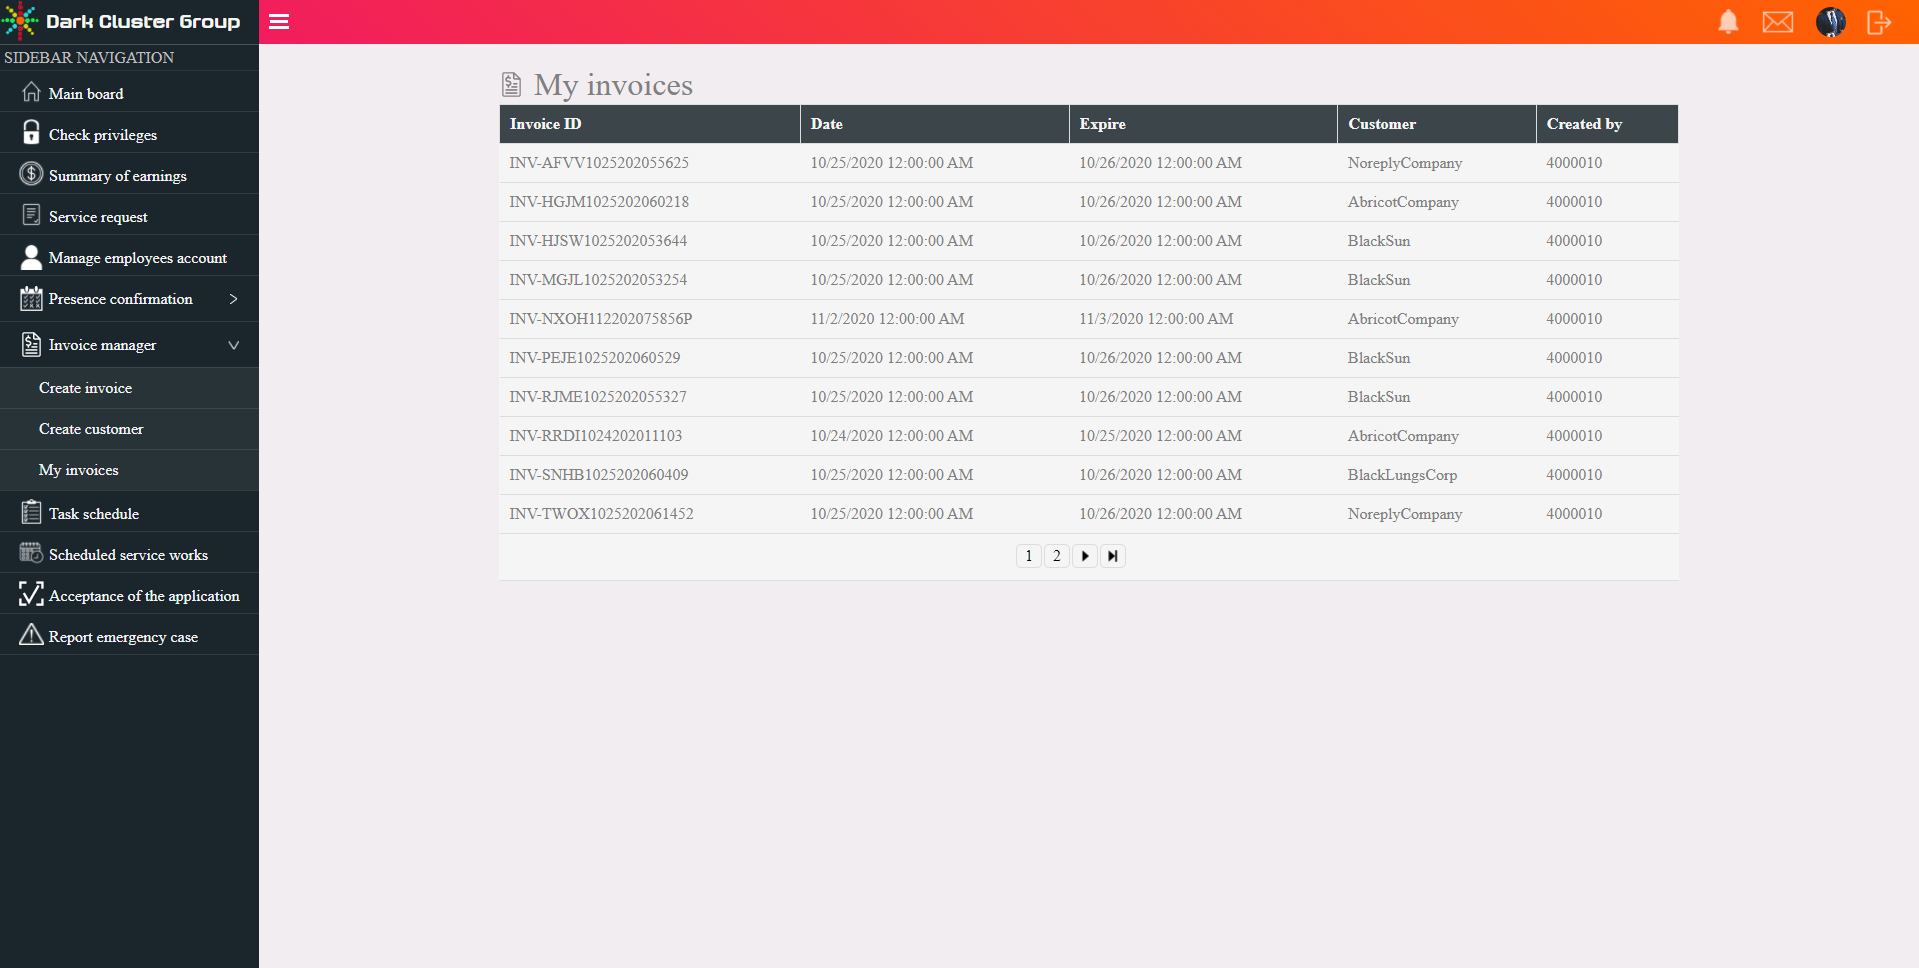 Dark Cluster Group
SIDEBAR NAVIGATION
Main board
Check privileges
Summary of earnings
Service request
Manage employees account
Presence confirmation
Invoice manager
Create invoice
Create customer
My invoices
Task schedule
Scheduled service works
Acceptance of the application
Report emergency case
My invoices
Invoice ID Date Expire Customer Created by
INV-AFVV1025202055625 10/25/2020 12:00:00 AM 10/26/2020 12:00:00 AM NoreplyCompany 4000010
INV-HGJM1025202060218 10/25/2020 12:00:00 AM 10/26/2020 12:00:00 AM AbricotCompany 4000010
INV-HJSW1025202053644 10/25/2020 12:00:00 AM 10/26/2020 12:00:00 AM BlackSun 4000010
INV-MGJL1025202053254 10/25/2020 12:00:00 AM 10/26/2020 12:00:00 AM BlackSun 4000010
INV-NXOH112202075856P 11/2/2020 12:00:00 AM 11/3/2020 12:00:00 AM AbricotCompany 4000010
INV-PEJE1025202060529 10/25/2020 12:00:00 AM 10/26/2020 12:00:00 AM BlackSun 4000010
INV-RJME1025202055327 10/25/2020 12:00:00 AM 10/26/2020 12:00:00 AM BlackSun 4000010
INV-RRDI1024202011103 10/24/2020 12:00:00 AM 10/25/2020 12:00:00 AM AbricotCompany 4000010
INV-SNHB1025202060409 10/25/2020 12:00:00 AM 10/26/2020 12:00:00 AM BlackLungsCorp 4000010
INV-TWOX1025202061452 10/25/2020 12:00:00 AM 10/26/2020 12:00:00 AM NoreplyCompany 4000010
1 2